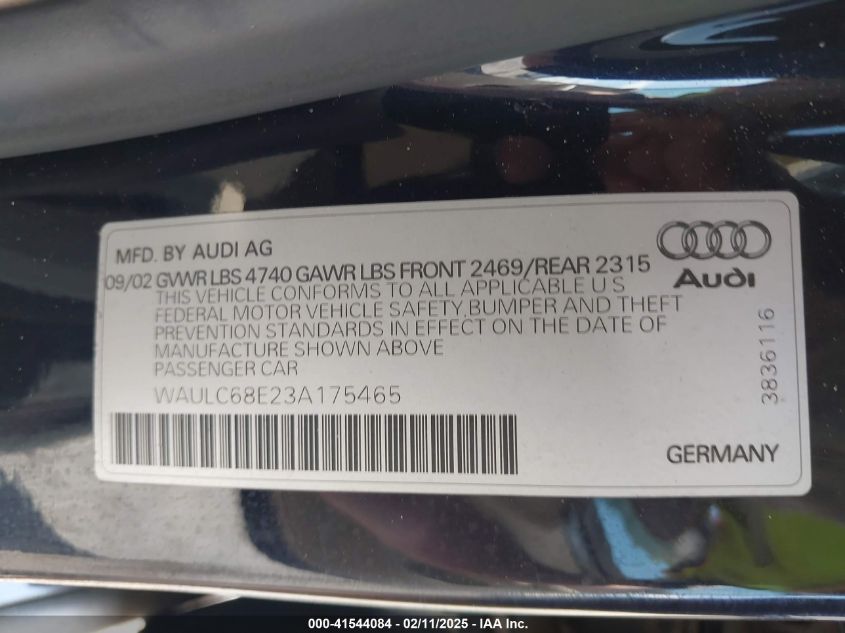 MFD. BY AUDI AG
09/02 GVWR LBS 4740 GAWR LBS FRONT 2469/REAR 2315
THIS VEHICLE CONFORMS TO ALL APPLICABLE U S
FEDERAL MOTOR VEHICLE SAFETY,BUMPER AND THEFT
PREVENTION STANDARDS IN EFFECT ON THE DATE OF
MANUFACTURE SHOWN ABOVE
PASSENGER CAR
WAULC68E23A175465
Audi
3836116
GERMANY
000-41544084 - 02/11/2025 - IAA Inc.